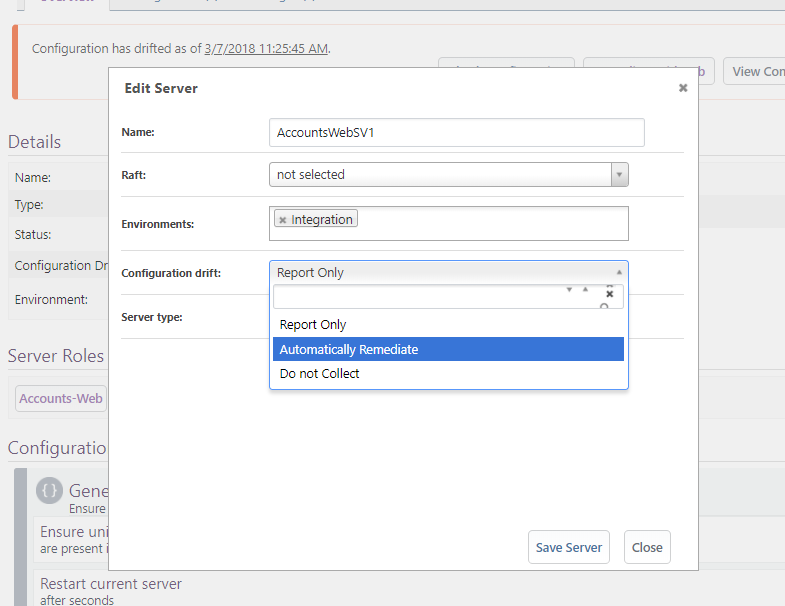 Configuration has drifted as of 3/7/2018 11:25:45 AM.
View Con
Edit Server
Name: AccountsWebSV1
Raft: not selected
Environments: Integration
Configuration drift: Report Only
Report Only
Automatically Remediate
Do not Collect
Server type:
Save Server Close
Details
Name:
Type:
Status:
Configuration Dr
Environment:
Server Roles
Accounts-Web
Configuratio
Gene
Ensure
Ensure uni
are present i
Restart current server
after seconds